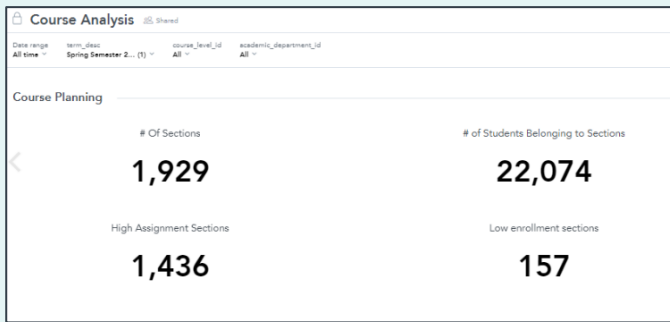 Course Analysis Shared
Date range term_desc course_level_id academic_department_id
All time Spring Semester 2... (1) All All
Course Planning
# Of Sections # of Students Belonging to Sections
1,929 22,074
High Assignment Sections Low enrollment sections
1,436 157